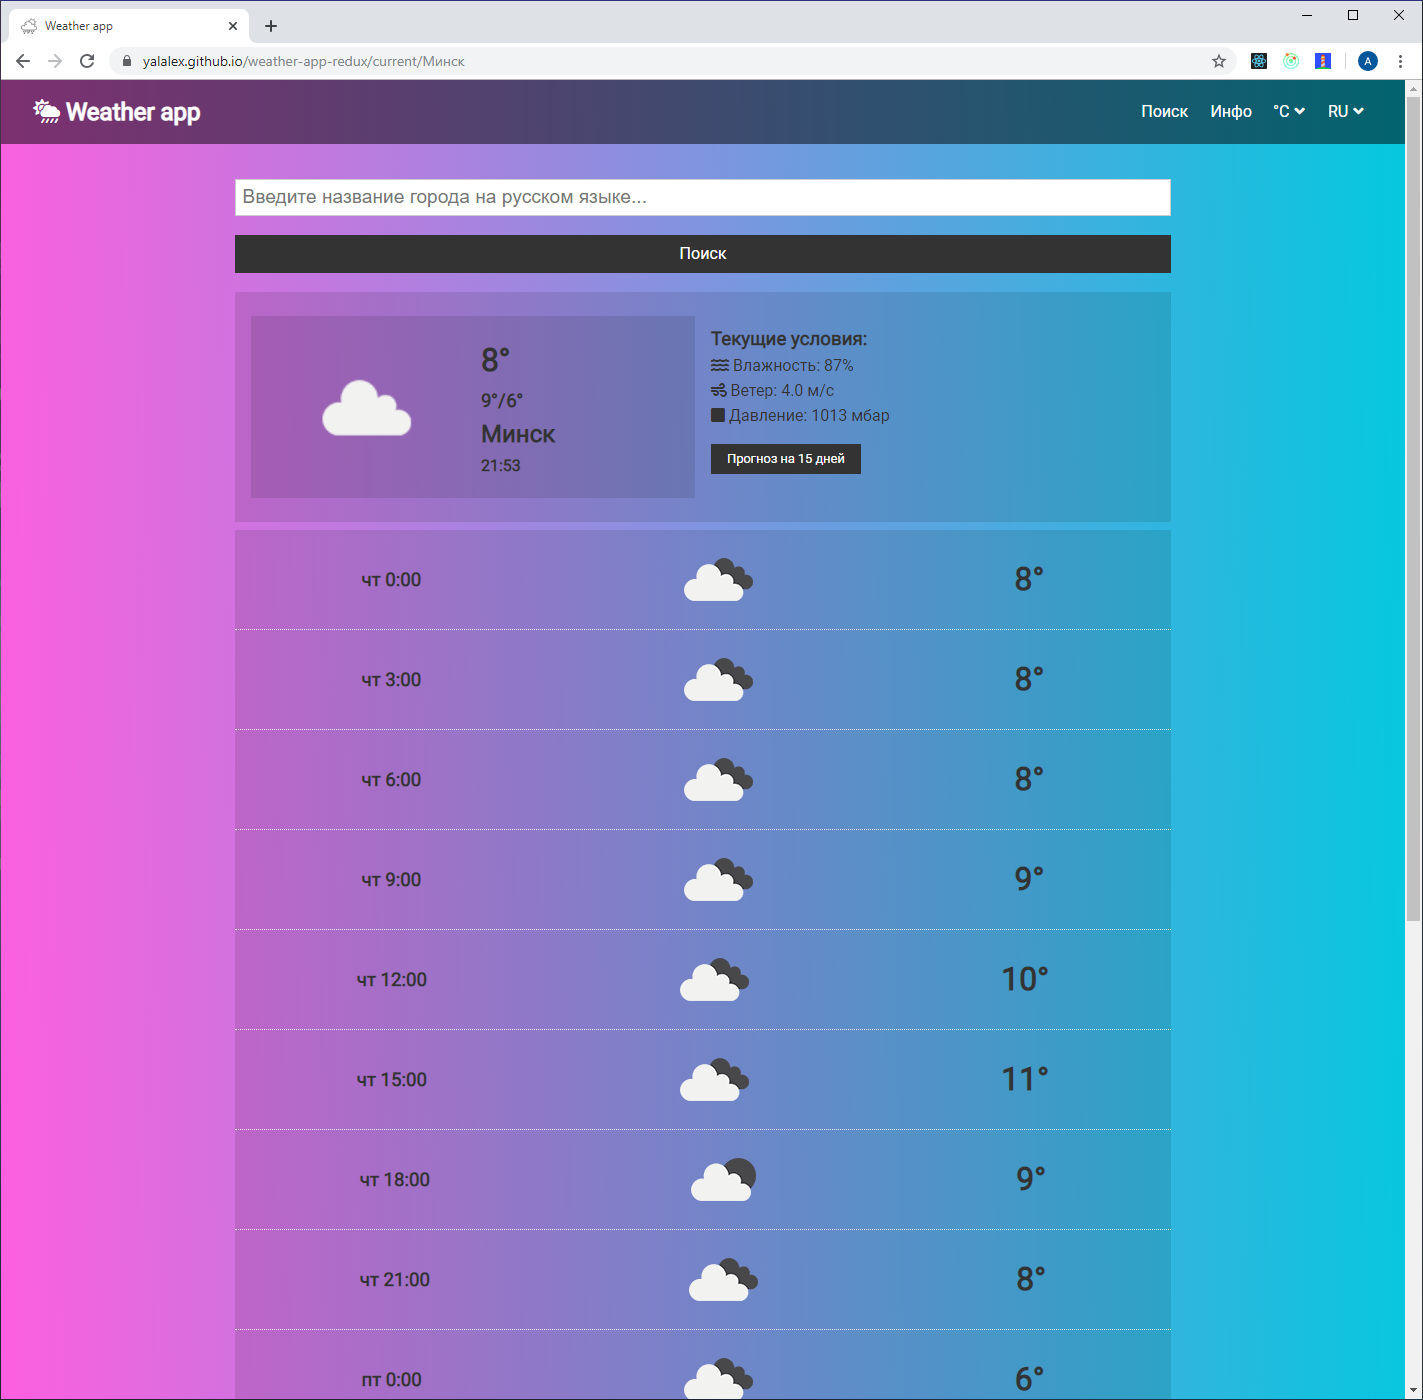 Weather app
yalalex.github.io/weather-app-redux/current/Минск
A
Weather app
Поиск Инфо °C RU
Введите название города на русском языке...
Поиск
8°
9°/6°
Минск
21:53
Текущие условия:
Влажность: 87%
Ветер: 4.0 м/с
Давление: 1013 мбар
Прогноз на 15 дней
чт 0:00 8°
чт 3:00 8°
чт 6:00 8°
чт 9:00 9°
чт 12:00 10°
чт 15:00 11°
чт 18:00 9°
чт 21:00 8°
пт 0:00 6°